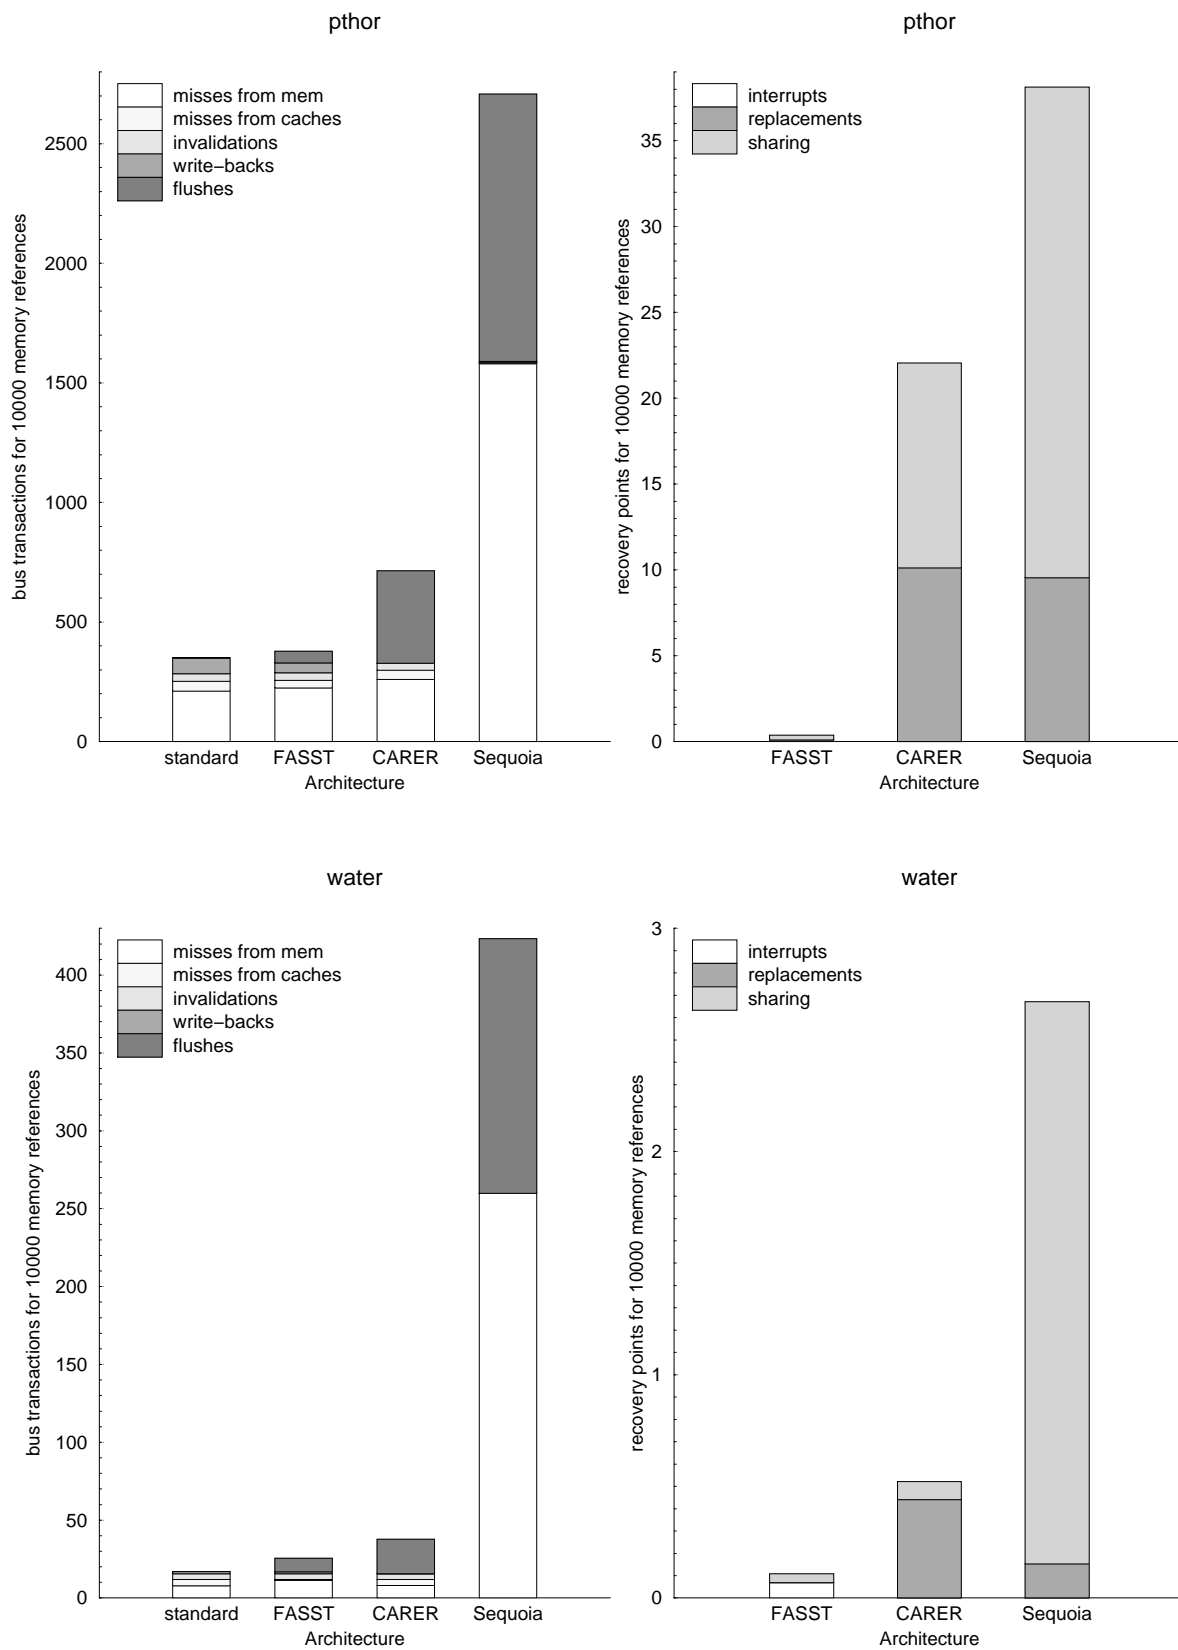 pthor
bus transactions for 10000 memory references
2500
2000
1500
1000
500
0
misses from mem
misses from caches
invalidations
write-backs
flushes
standard FASST CARER Sequoia
Architecture
pthor
recovery points for 10000 memory references
35
30
25
20
15
10
5
0
interrupts
replacements
sharing
FASST CARER Sequoia
Architecture
water
bus transactions for 10000 memory references
400
350
300
250
200
150
100
50
0
misses from mem
misses from caches
invalidations
write-backs
flushes
standard FASST CARER Sequoia
Architecture
water
recovery points for 10000 memory references
3
2
1
0
interrupts
replacements
sharing
FASST CARER Sequoia
Architecture